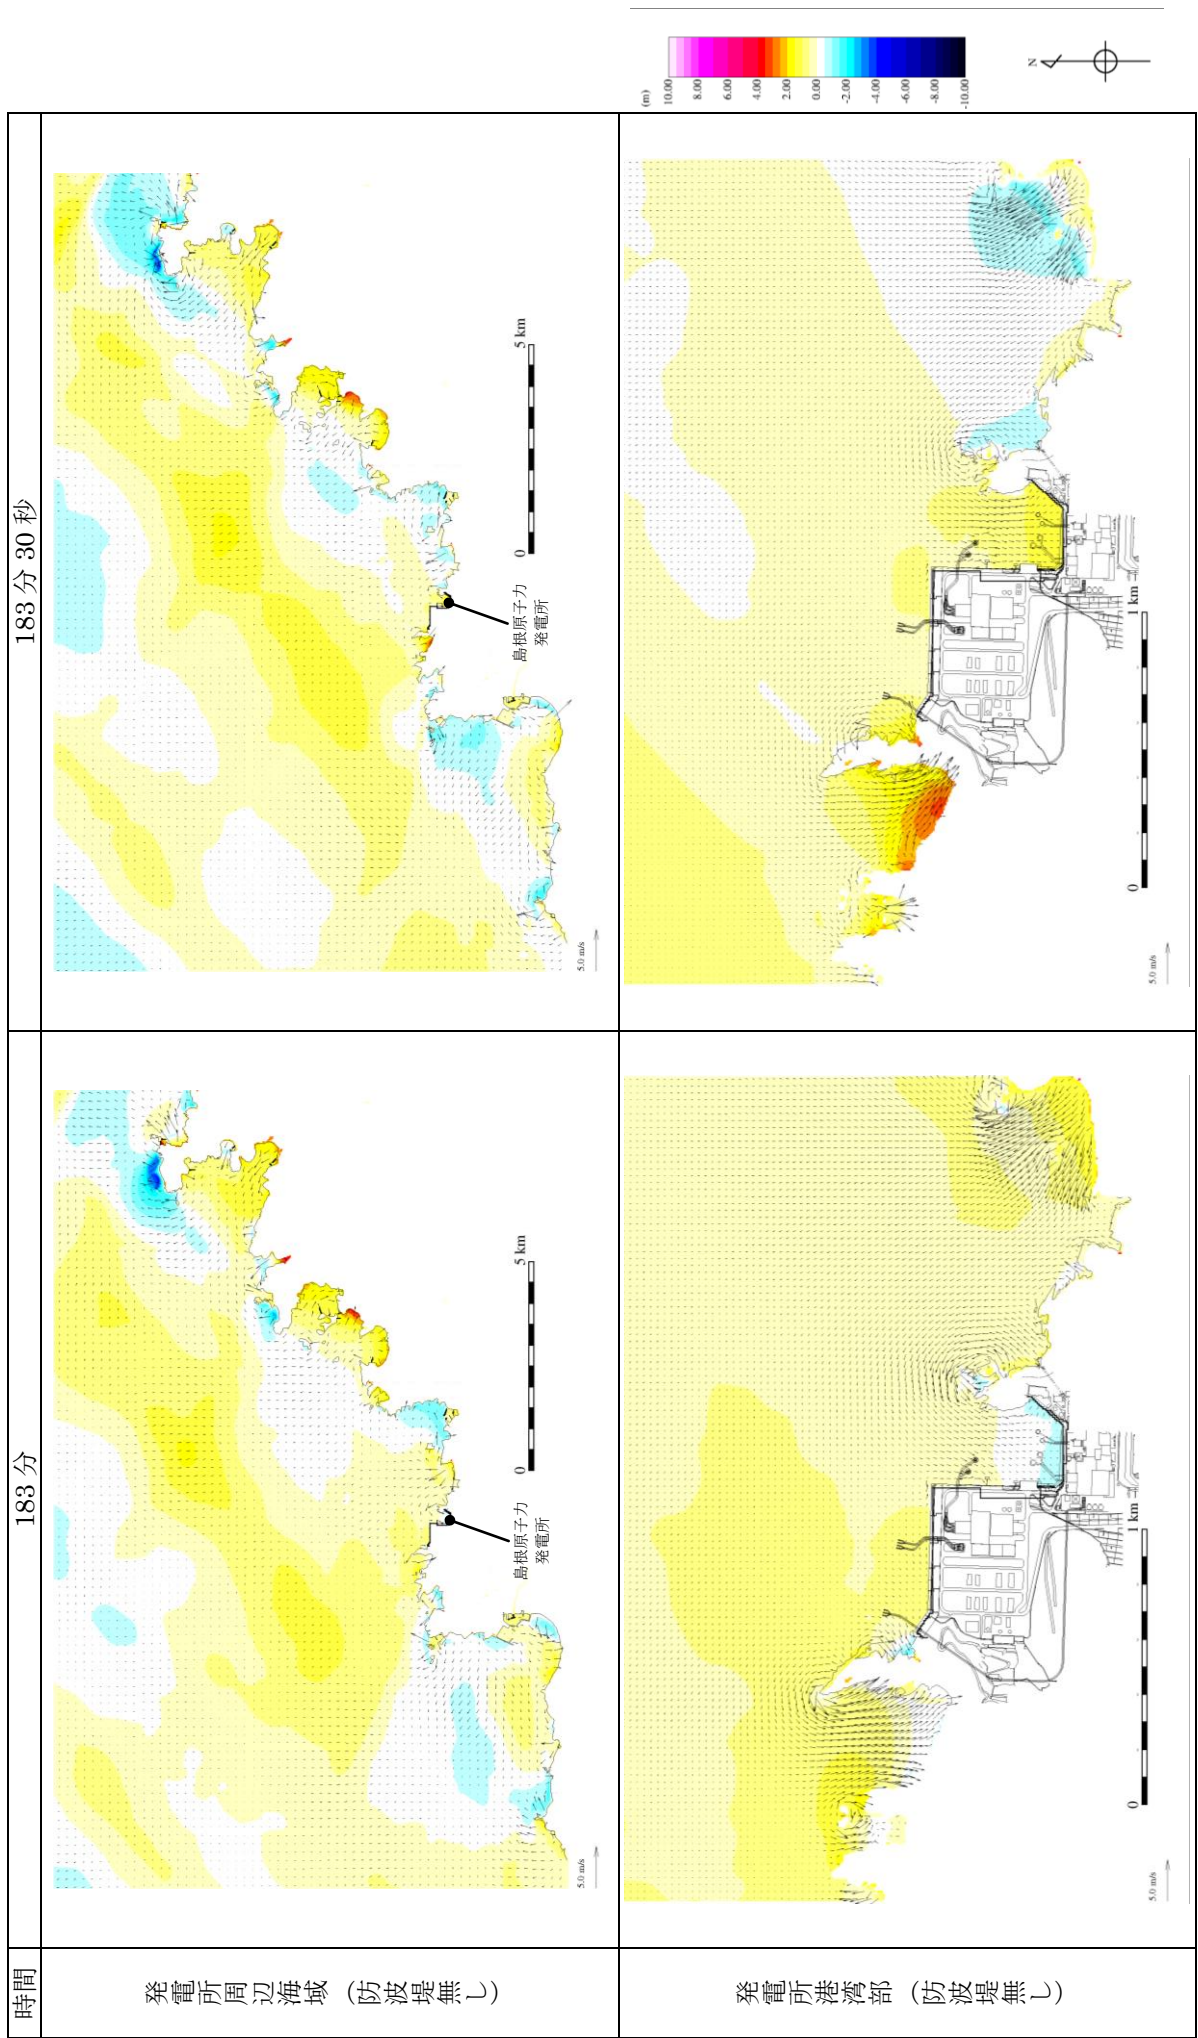 時間
183分
183分 30秒
発電所周辺海域（防波堤無し）
島根原子力
発電所
0
5 km
5.0 m/s
島根原子力
発電所
0
5 km
5.0 m/s
発電所港湾部（防波堤無し）
0
1 km
5.0 m/s
0
1 km
5.0 m/s
(m)
10.00
8.00
6.00
4.00
2.00
0.00
-2.00
-4.00
-6.00
-8.00
-10.00
N